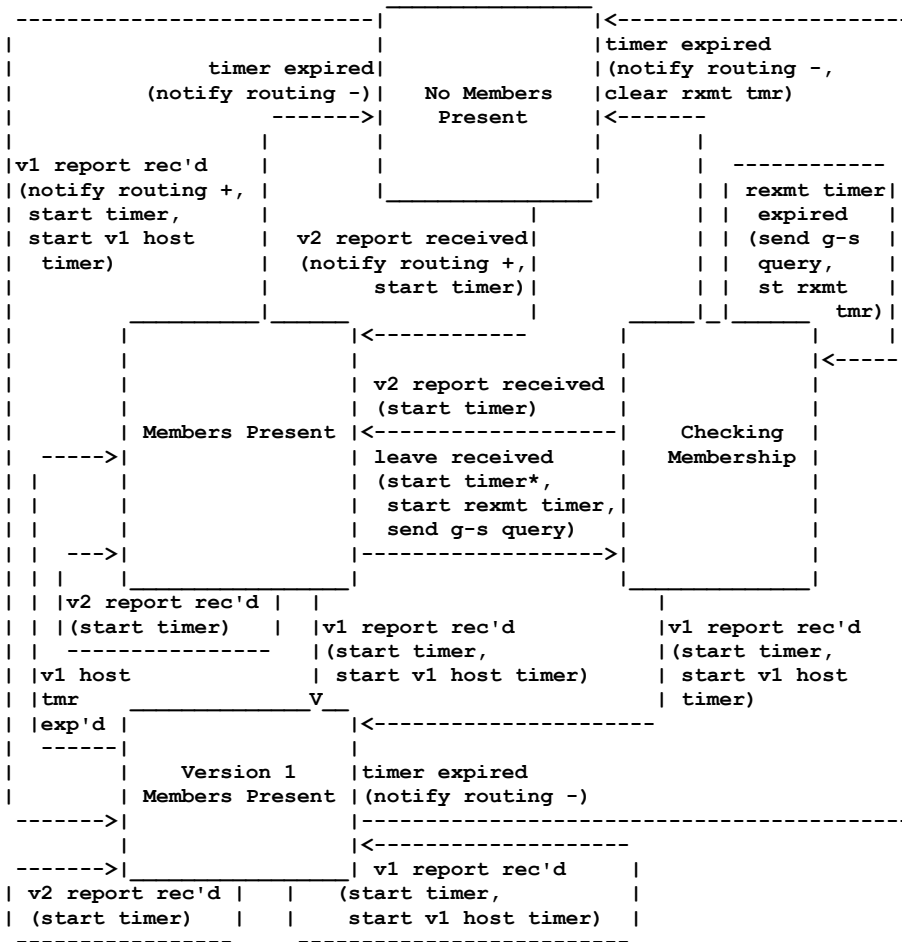 timer expired
(notify routing -)
No Members
Present
timer expired
(notify routing -,
clear rxmt tmr)
v1 report rec'd
(notify routing +,
start timer,
start v1 host
timer)
v2 report received
(notify routing +,
start timer)
rexmt timer
expired
(send g-s
query,
st rxmt
tmr)
Members Present
v2 report received
(start timer)
leave received
(start timer*,
start rexmt timer,
send g-s query)
Checking
Membership
v2 report rec'd
(start timer)
v1 report rec'd
(start timer,
start v1 host timer)
v1 report rec'd
(start timer,
start v1 host
timer)
v1 host
tmr
exp'd
V
Version 1
Members Present
timer expired
(notify routing -)
v2 report rec'd
(start timer)
v1 report rec'd
(start timer,
start v1 host timer)